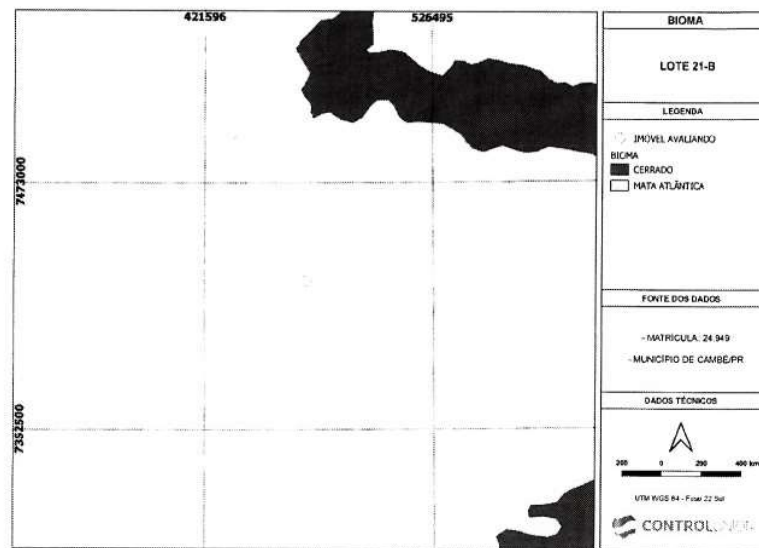 421596
526495
7473000
7352500
BIOMA
LOTE 21-B
LEGENDA
IMÓVEL AVALIANDO
BIOMA
CERRADO
MATA ATLÂNTICA
FONTE DOS DADOS
- MATRÍCULA: 24.949
- MUNICÍPIO DE CAMBÉ/PR
DADOS TÉCNICOS
200 0 200 400 km
UTM WGS 84 - Fuso 22 Sul
CONTROL